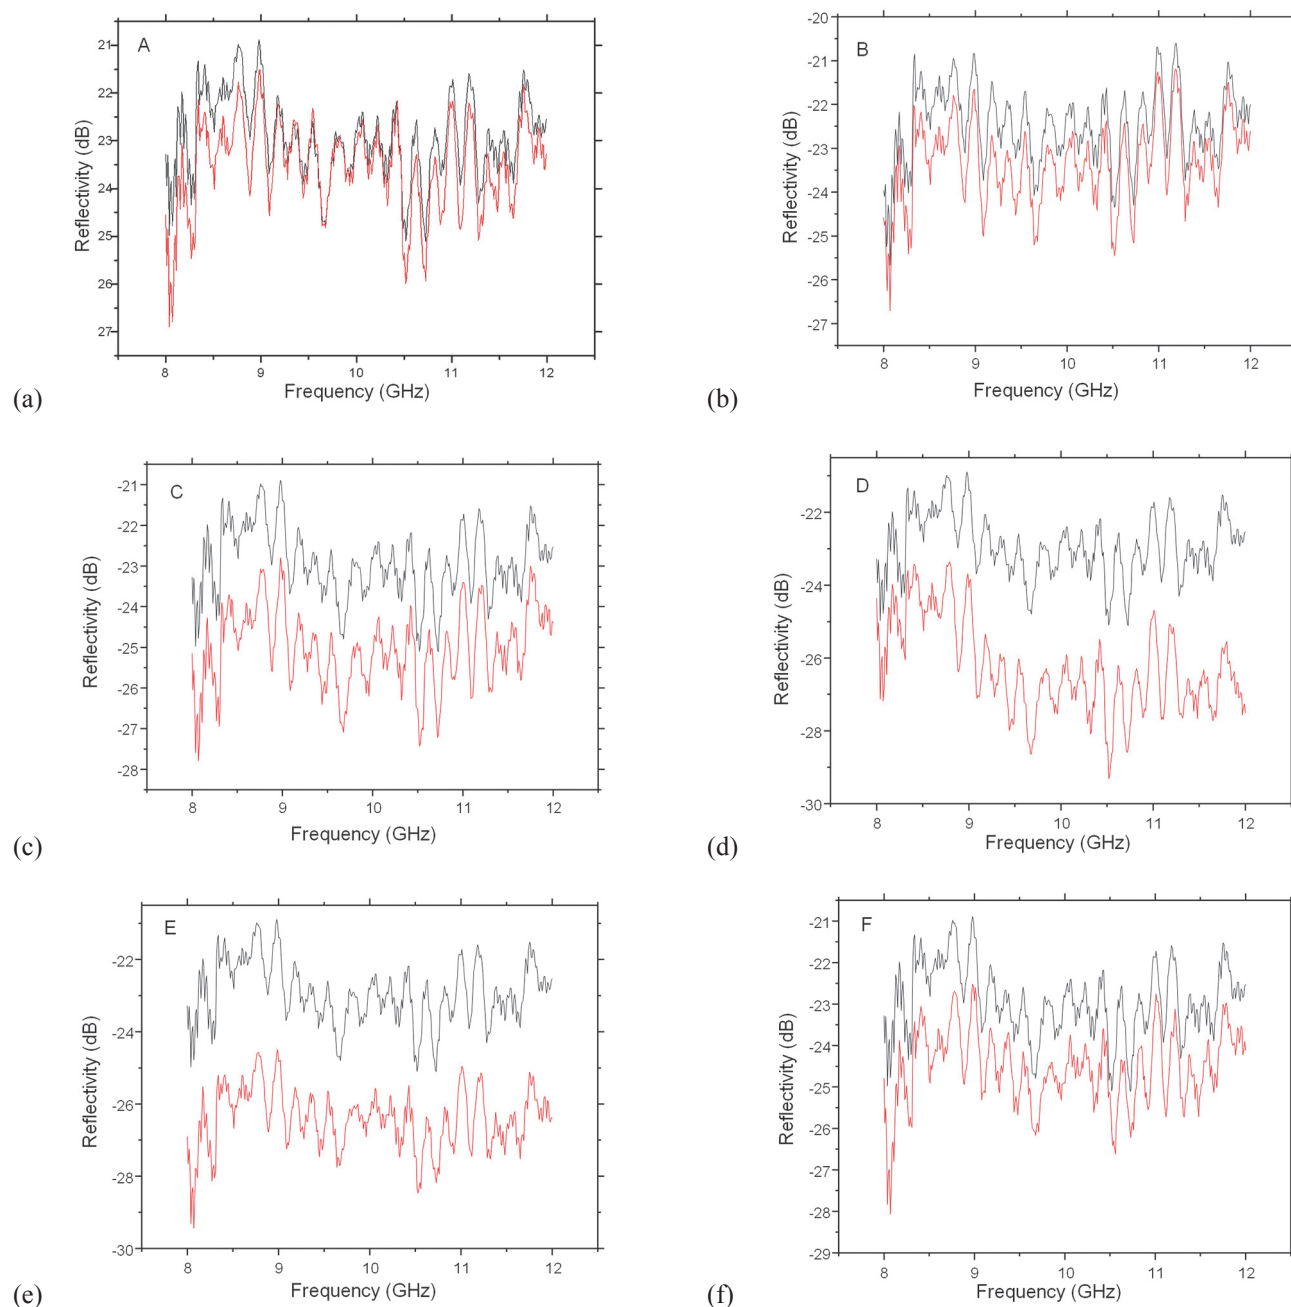 A
Reflectivity (dB)
21
22
23
24
25
26
27
8 9 10 11 12
Frequency (GHz)
(a)
B
Reflectivity (dB)
-20
-21
-22
-23
-24
-25
-26
-27
8 9 10 11 12
Frequency (GHz)
(b)
C
Reflectivity (dB)
-21
-22
-23
-24
-25
-26
-27
-28
8 9 10 11 12
Frequency (GHz)
(c)
D
Reflectivity (dB)
-22
-24
-26
-28
-30
8 9 10 11 12
Frequency (GHz)
(d)
E
Reflectivity (dB)
-22
-24
-26
-28
-30
8 9 10 11 12
Frequency (GHz)
(e)
F
Reflectivity (dB)
-21
-22
-23
-24
-25
-26
-27
-28
-29
8 9 10 11 12
Frequency (GHz)
(f)